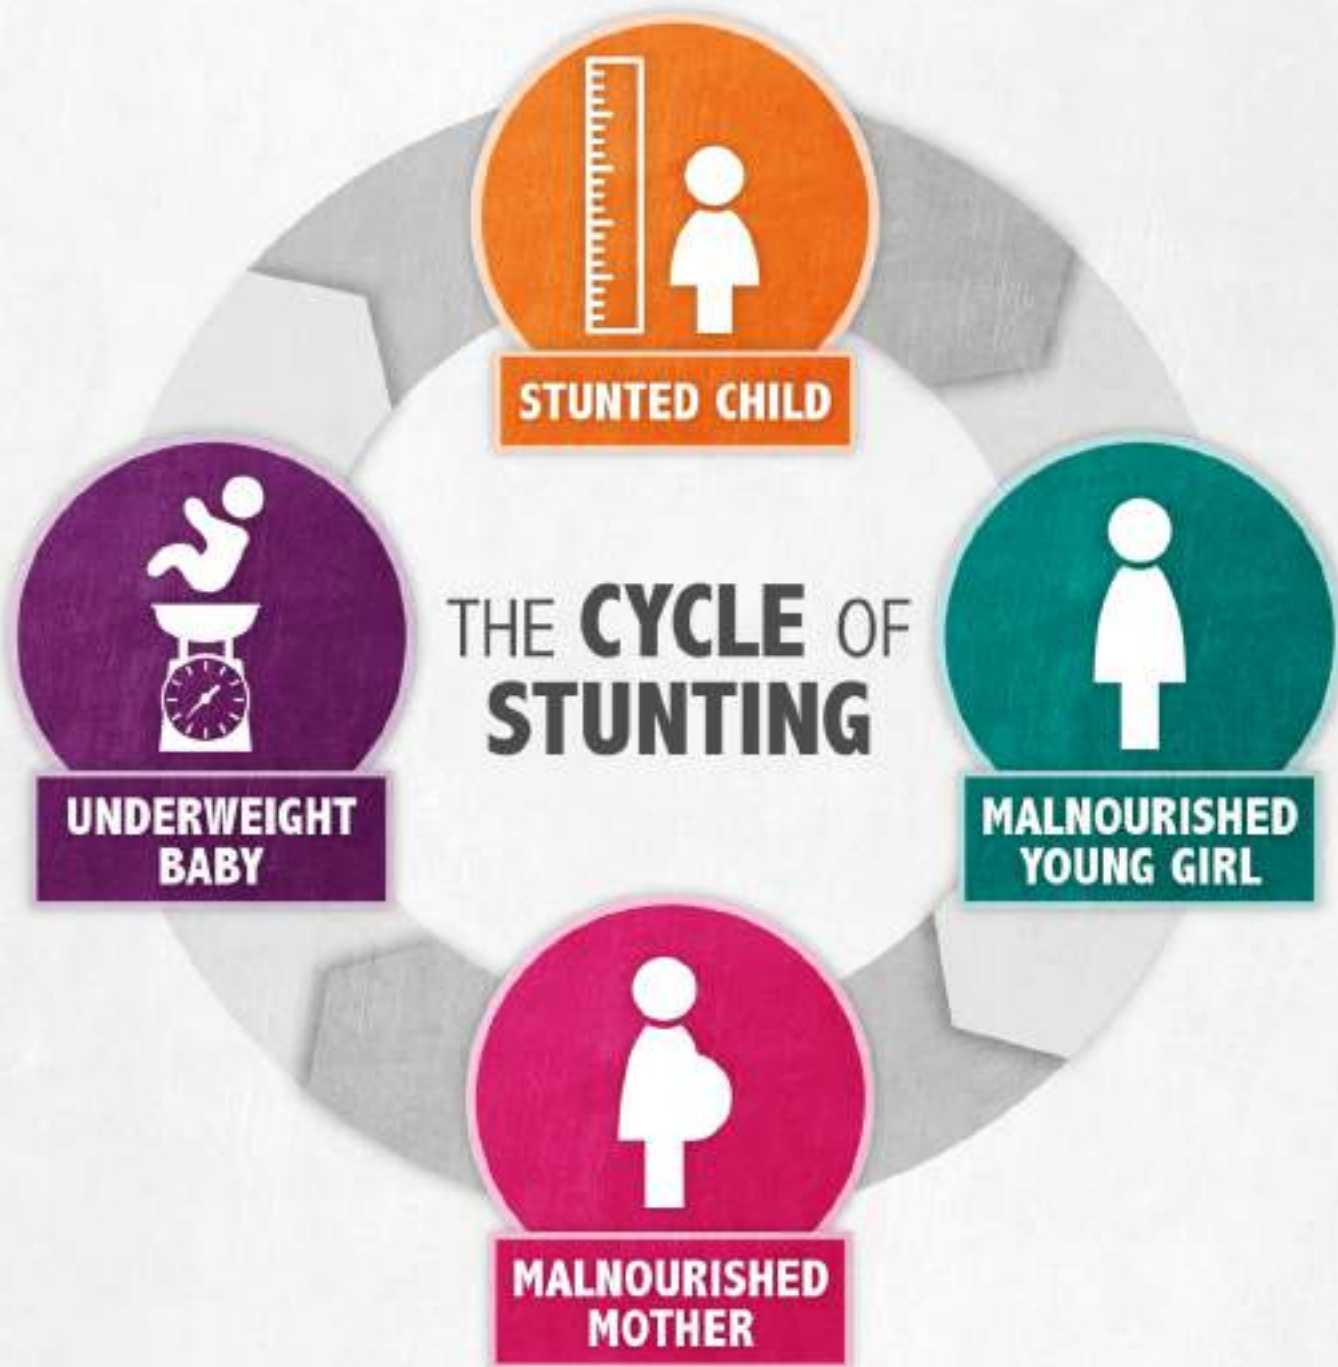 STUNTED CHILD
THE CYCLE OF
STUNTING
UNDERWEIGHT
BABY
MALNOURISHED
YOUNG GIRL
MALNOURISHED
MOTHER